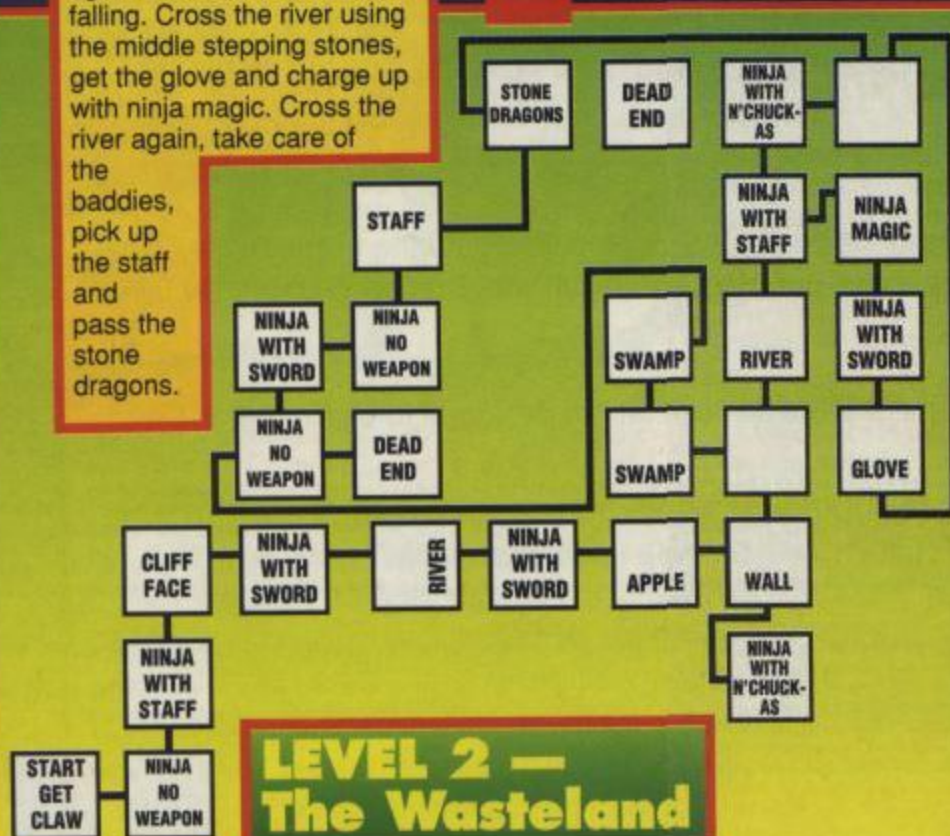 falling. Cross the river using
the middle stepping stones,
get the glove and charge up
with ninja magic. Cross the
river again, take care of
the
baddies,
pick up
the staff
and
pass the
stone
dragons.
STONE
DRAGONS
DEAD
END
NINJA
WITH
N'CHUCK-
AS
STAFF
NINJA
WITH
STAFF
NINJA
MAGIC
NINJA
WITH
SWORD
NINJA
NO
WEAPON
SWAMP
RIVER
NINJA
WITH
SWORD
NINJA
NO
WEAPON
DEAD
END
SWAMP
GLOVE
CLIFF
FACE
NINJA
WITH
SWORD
RIVER
NINJA
WITH
SWORD
APPLE
WALL
NINJA
WITH
STAFF
NINJA
WITH
N'CHUCK-
AS
START
GET
CLAW
NINJA
NO
WEAPON
LEVEL 2 —
The Wasteland